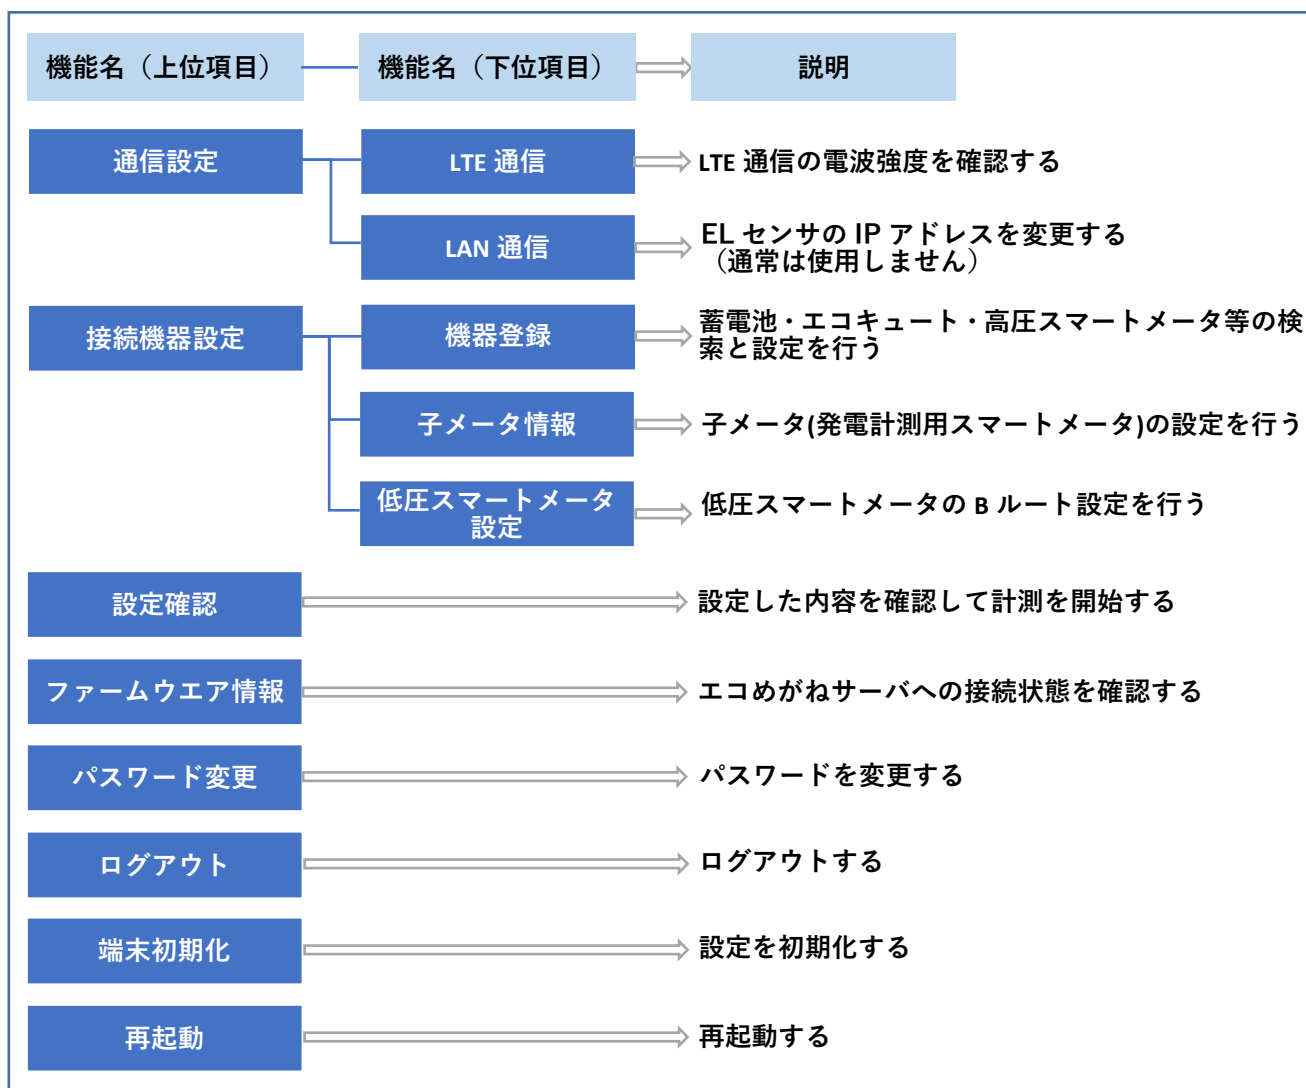 機能名（上位項目）
機能名（下位項目）
説明
通信設定
LTE 通信
LTE 通信の電波強度を確認する
LAN 通信
EL センサの IP アドレスを変更する
（通常は使用しません）
接続機器設定
機器登録
蓄電池・エコキュート・高圧スマートメータ等の検
索と設定を行う
子メータ情報
子メータ(発電計測用スマートメータ)の設定を行う
低圧スマートメータ
設定
低圧スマートメータの B ルート設定を行う
設定確認
設定した内容を確認して計測を開始する
ファームウエア情報
エコめがねサーバへの接続状態を確認する
パスワード変更
パスワードを変更する
ログアウト
ログアウトする
端末初期化
設定を初期化する
再起動
再起動する